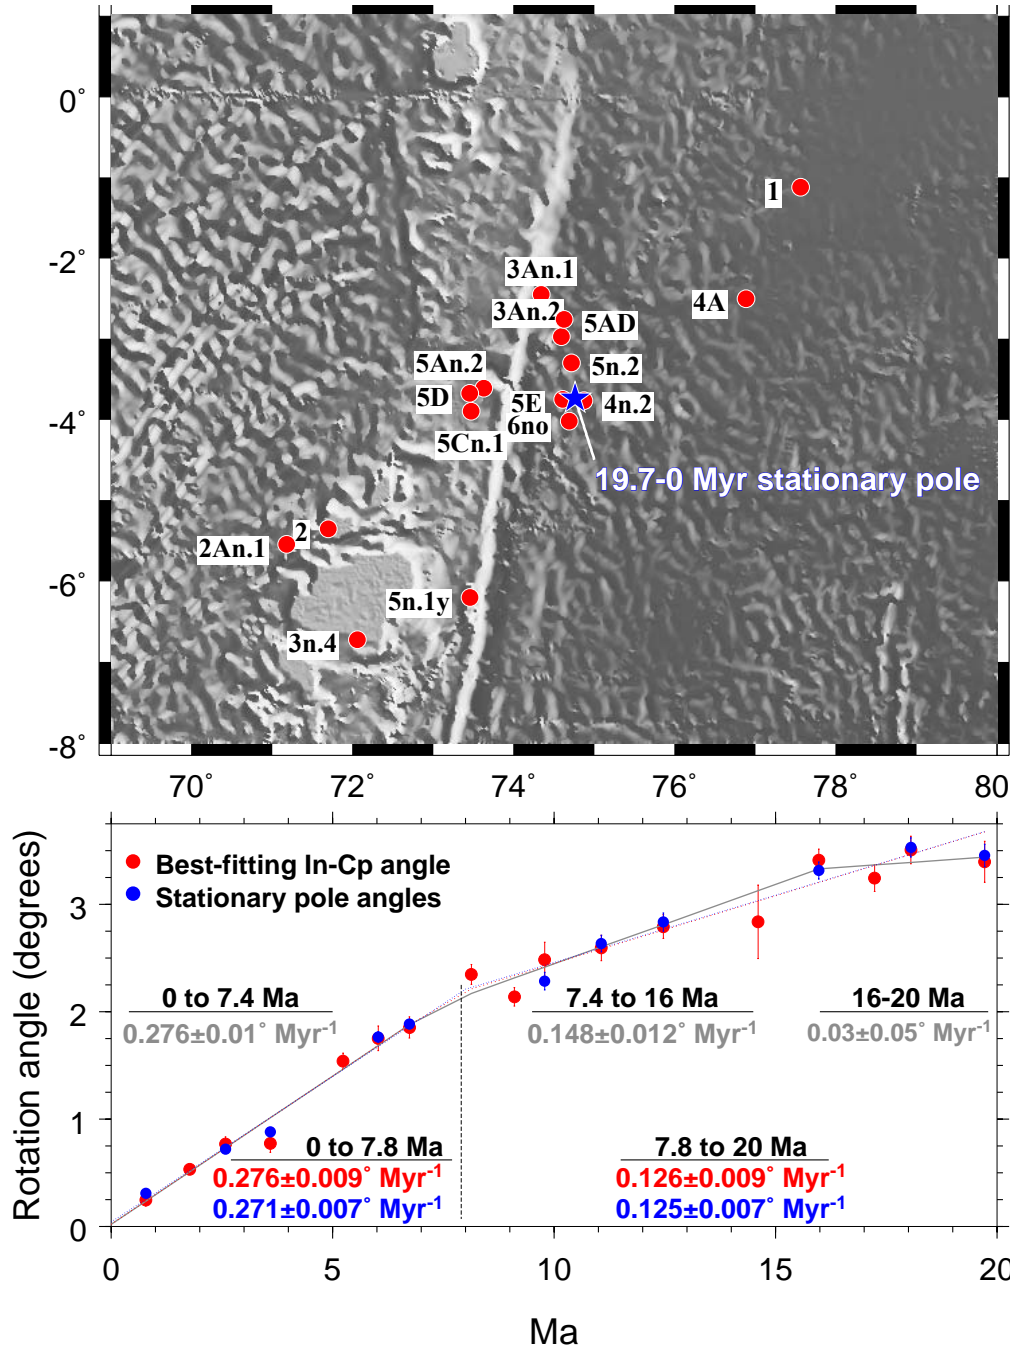 0°
1
-2°
3An.1
4A
3An.2
5AD
5An.2
5n.2
5D
5E
4n.2
-4°
6no
5Cn.1
19.7-0 Myr stationary pole
2
2An.1
-6°
5n.1y
3n.4
-8°
70° 72° 74° 76° 78° 80
Rotation angle (degrees)
Best-fitting In-Cp angle
Stationary pole angles
3
0 to 7.4 Ma 7.4 to 16 Ma 16-20 Ma
2
0.276±0.01° Myr-1 0.148±0.012° Myr-1 0.03±0.05° Myr-1
1
0 to 7.8 Ma 7.8 to 20 Ma
0.276±0.009° Myr-1 0.126±0.009° Myr-1
0.271±0.007° Myr-1 0.125±0.007° Myr-1
0
0 5 10 15 20
Ma